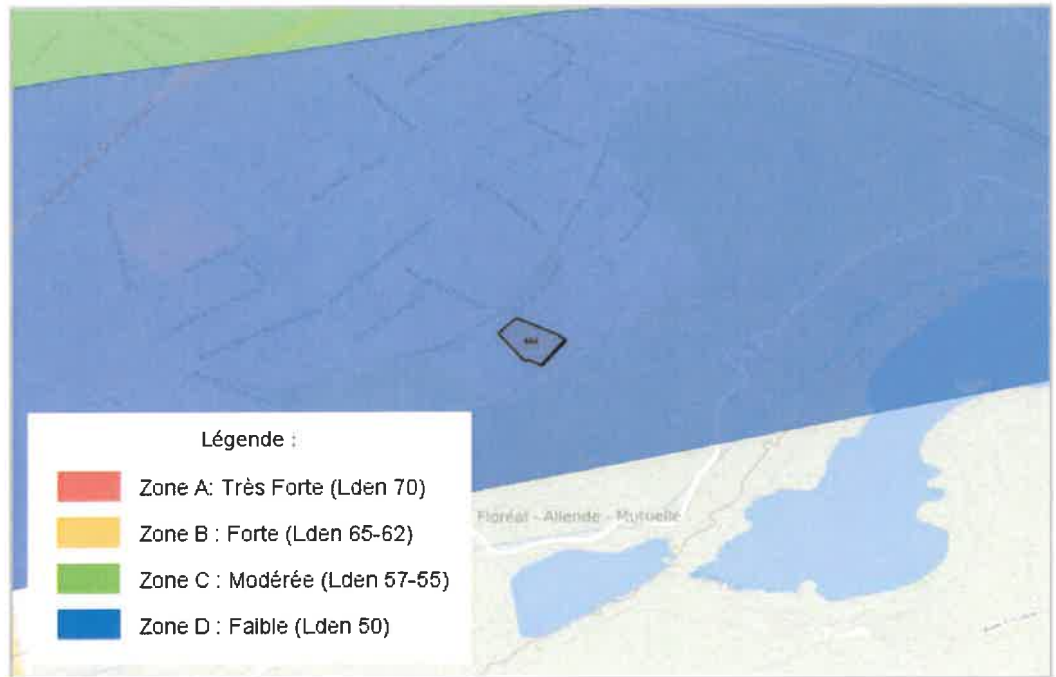 Floréal - Allende - Mutuelle
Légende :
Zone A: Très Forte (Lden 70)
Zone B : Forte (Lden 65-62)
Zone C : Modérée (Lden 57-55)
Zone D : Faible (Lden 50)